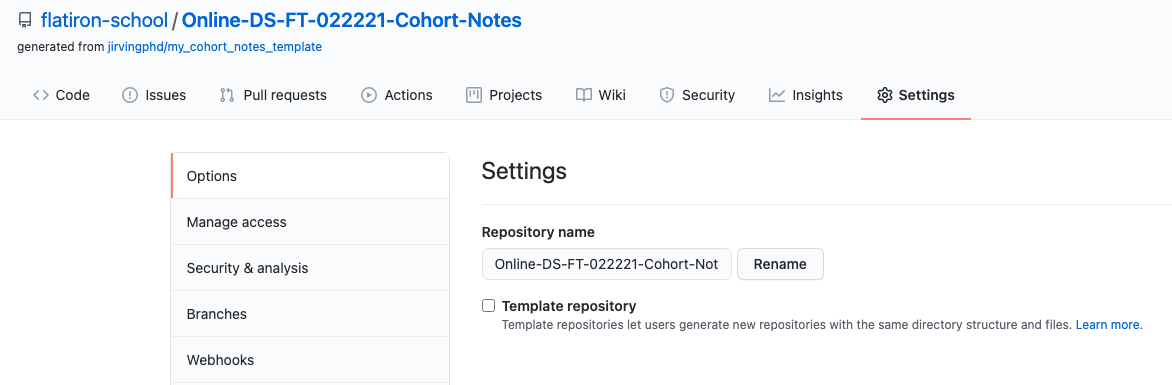 flatiron-school / Online-DS-FT-022221-Cohort-Notes
generated from jirvingphd/my_cohort_notes_template
Code Issues Pull requests Actions Projects Wiki Security Insights Settings
Options
Manage access
Security & analysis
Branches
Webhooks
Settings
Repository name
Online-DS-FT-022221-Cohort-Not Rename
Template repository
Template repositories let users generate new repositories with the same directory structure and files. Learn more.